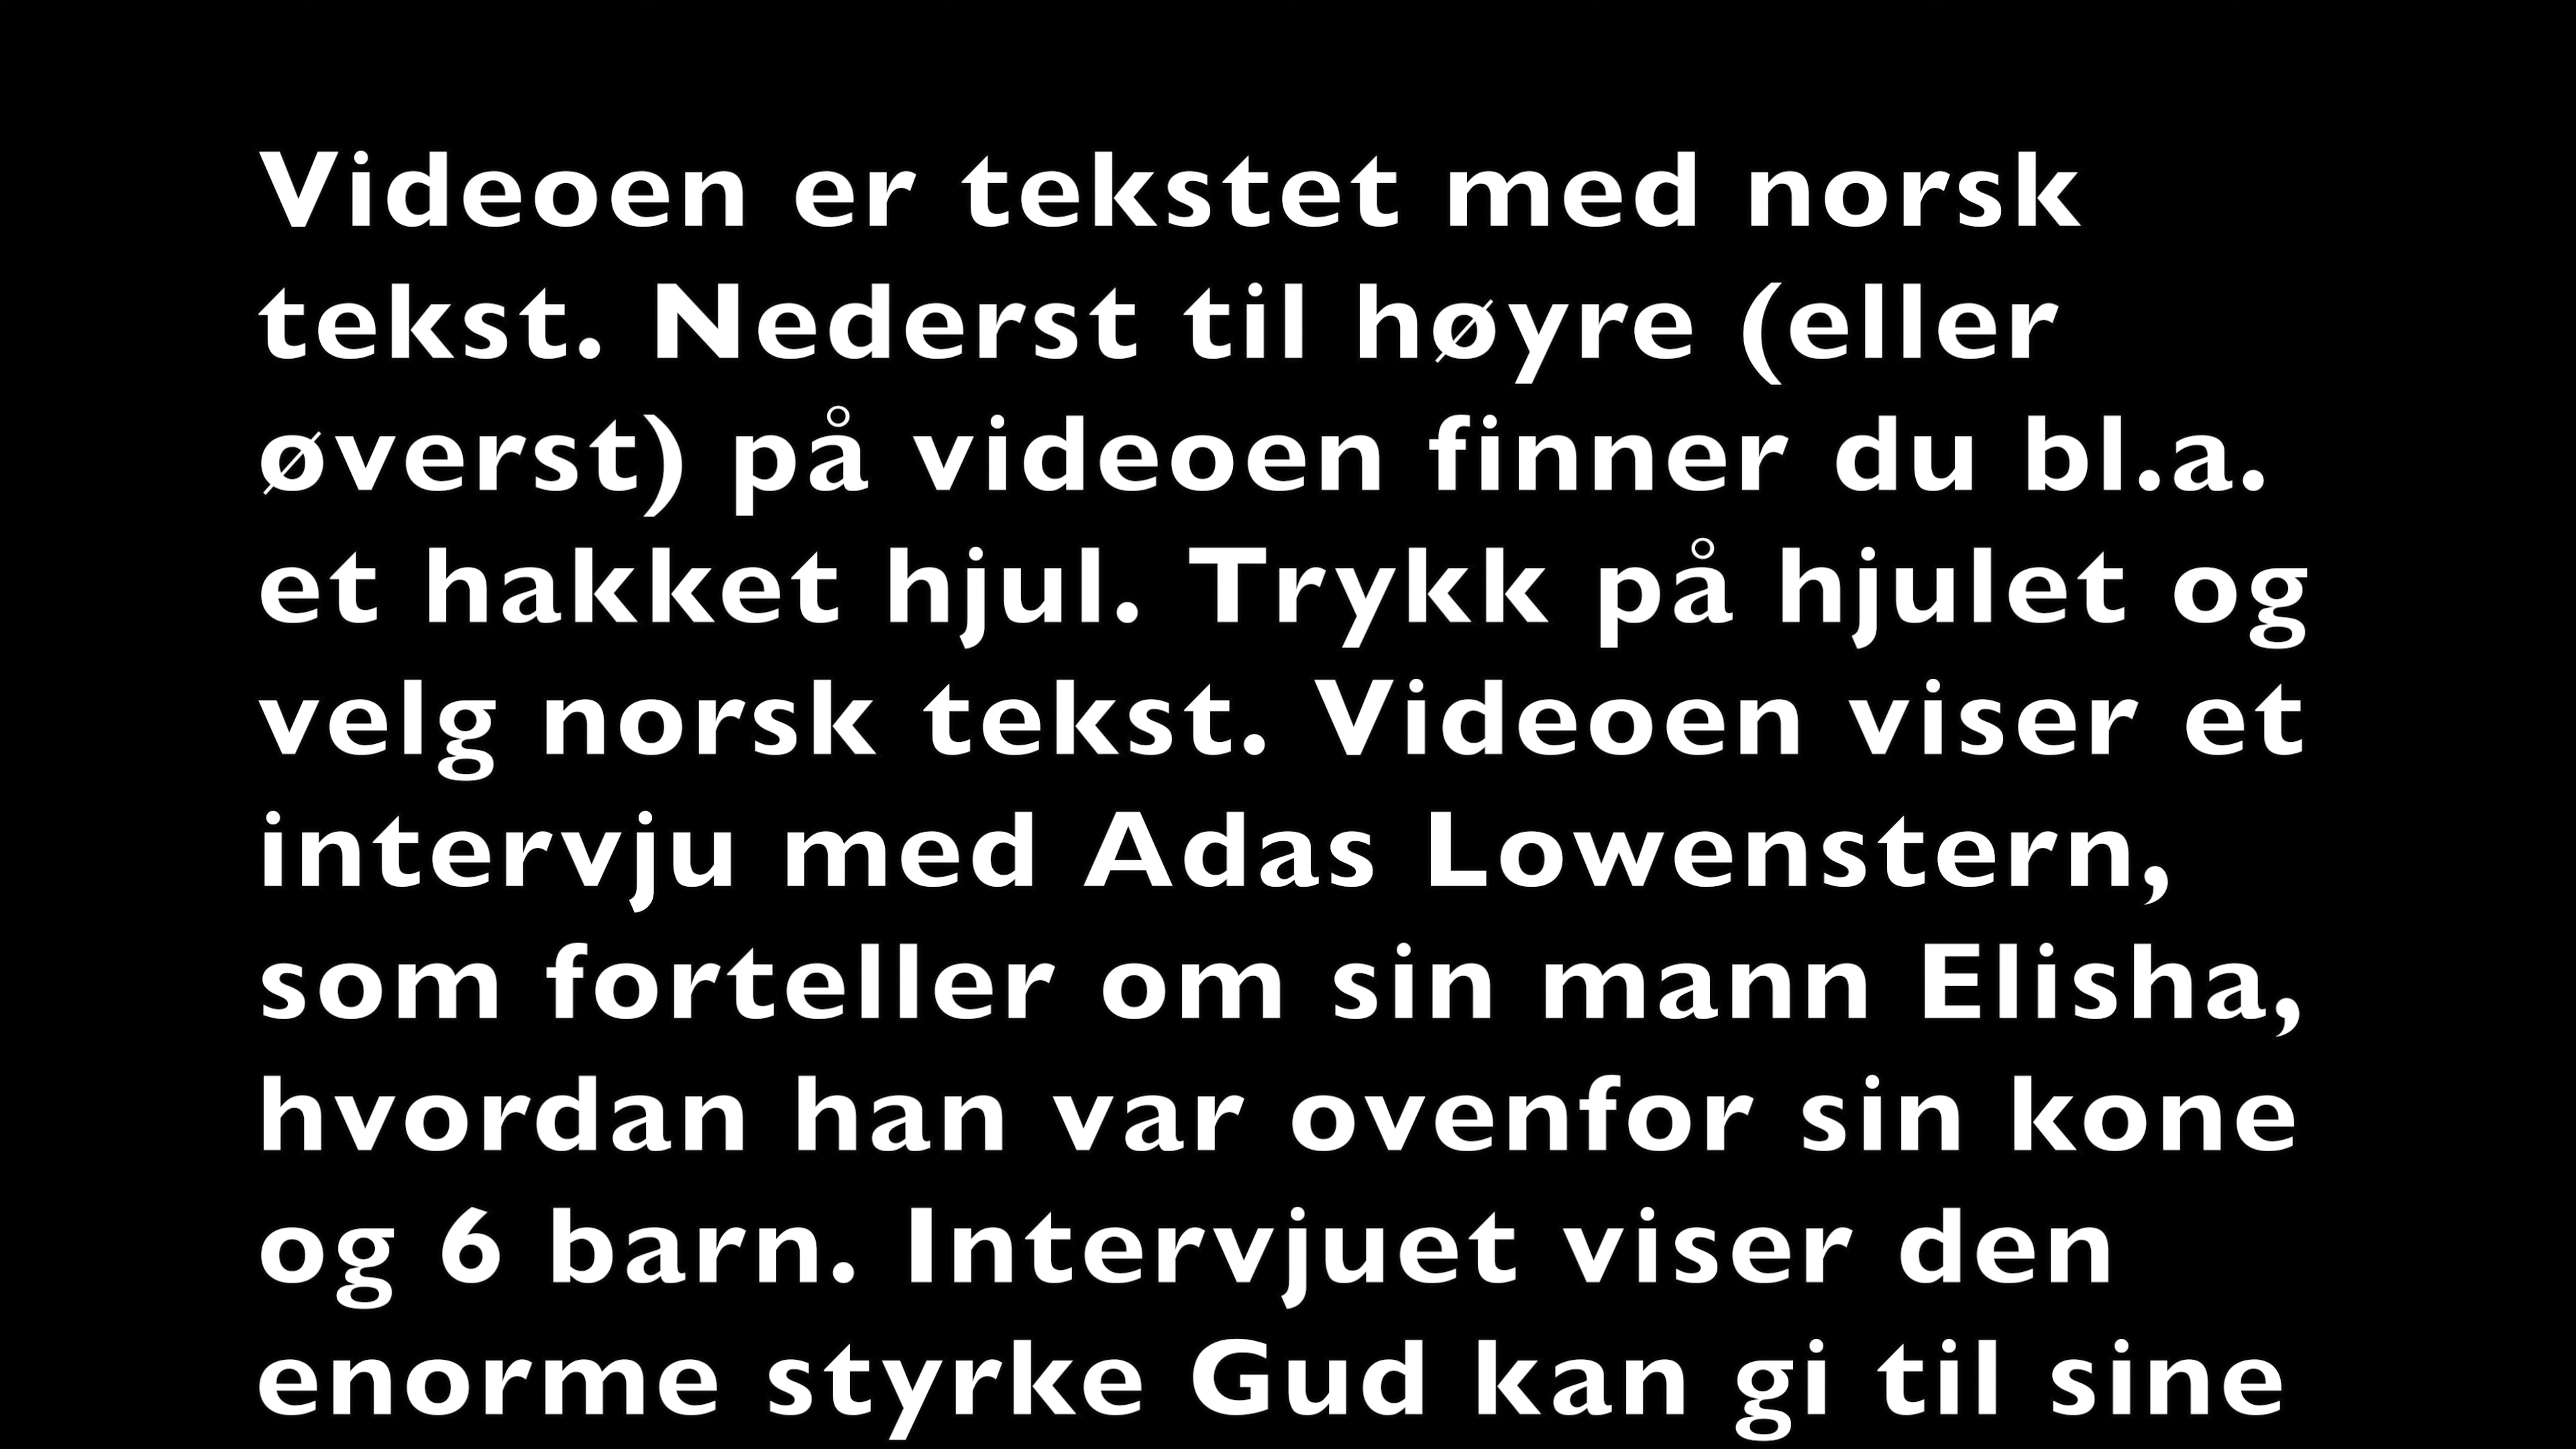 Videoen er tekstet med norsk
tekst. Nederst til høyre (eller
øverst) på videoen finner du bl.a.
et hakket hjul. Trykk på hjulet og
velg norsk tekst. Videoen viser et
intervju med Adas Lowenstern,
som forteller om sin mann Elisha,
hvordan han var ovenfor sin kone
og 6 barn. Intervjuet viser den
enorme styrke Gud kan gi til sine